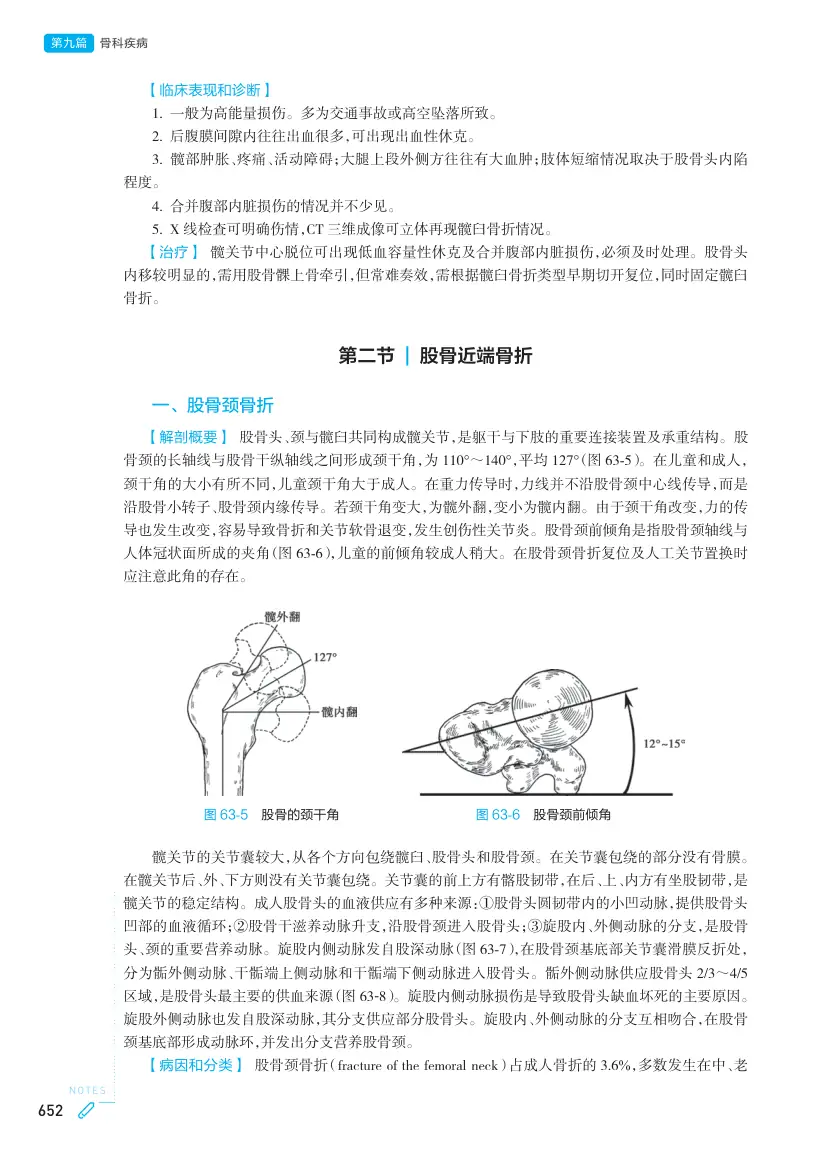 第九篇 骨科疾病
【临床表现和诊断】
1. 一般为高能量损伤。多为交通事故或高空坠落所致。
2. 后腹膜间隙内往往出血很多,可出现出血性休克。
3. 髋部肿胀、疼痛、活动障碍;大腿上段外侧方往往有大血肿;肢体短缩情况取决于股骨头内陷
程度。
4. 合并腹部内脏损伤的情况并不少见。
5. X 线检查可明确伤情,CT 三维成像可立体再现髋臼骨折情况。
【治疗】 髋关节中心脱位可出现低血容量性休克及合并腹部内脏损伤,必须及时处理。股骨头
内移较明显的,需用股骨髁上骨牵引,但常难奏效,需根据髋臼骨折类型早期切开复位,同时固定髋臼
骨折。
第二节 | 股骨近端骨折
一、股骨颈骨折
【解剖概要】 股骨头、颈与髋臼共同构成髋关节,是躯干与下肢的重要连接装置及承重结构。股
骨颈的长轴线与股骨干纵轴线之间形成颈干角,为 110°～140°,平均 127°(图 63-5)。在儿童和成人,
颈干角的大小有所不同,儿童颈干角大于成人。在重力传导时,力线并不沿股骨颈中心线传导,而是
沿股骨小转子、股骨颈内缘传导。若颈干角变大,为髋外翻,变小为髋内翻。由于颈干角改变,力的传
导也发生改变,容易导致骨折和关节软骨退变,发生创伤性关节炎。股骨颈前倾角是指股骨颈轴线与
人体冠状面所成的夹角(图 63-6),儿童的前倾角较成人稍大。在股骨颈骨折复位及人工关节置换时
应注意此角的存在。
髋外翻
127°
髋内翻
12°~15°
图 63-5 股骨的颈干角
图 63-6 股骨颈前倾角
髋关节的关节囊较大,从各个方向包绕髋臼、股骨头和股骨颈。在关节囊包绕的部分没有骨膜。
在髋关节后、外、下方则没有关节囊包绕。关节囊的前上方有髂股韧带,在后、上、内方有坐股韧带,是
髋关节的稳定结构。成人股骨头的血液供应有多种来源:①股骨头圆韧带内的小凹动脉,提供股骨头
凹部的血液循环;②股骨干滋养动脉升支,沿股骨颈进入股骨头;③旋股内、外侧动脉的分支,是股骨
头、颈的重要营养动脉。旋股内侧动脉发自股深动脉(图 63-7),在股骨颈基底部关节囊滑膜反折处,
分为骺外侧动脉、干骺端上侧动脉和干骺端下侧动脉进入股骨头。骺外侧动脉供应股骨头 2/3～4/5
区域,是股骨头最主要的供血来源(图 63-8)。旋股内侧动脉损伤是导致股骨头缺血坏死的主要原因。
旋股外侧动脉也发自股深动脉,其分支供应部分股骨头。旋股内、外侧动脉的分支互相吻合,在股骨
颈基底部形成动脉环,并发出分支营养股骨颈。
【病因和分类】 股骨颈骨折(fracture of the femoral neck)占成人骨折的 3.6%,多数发生在中、老
NOTES
652